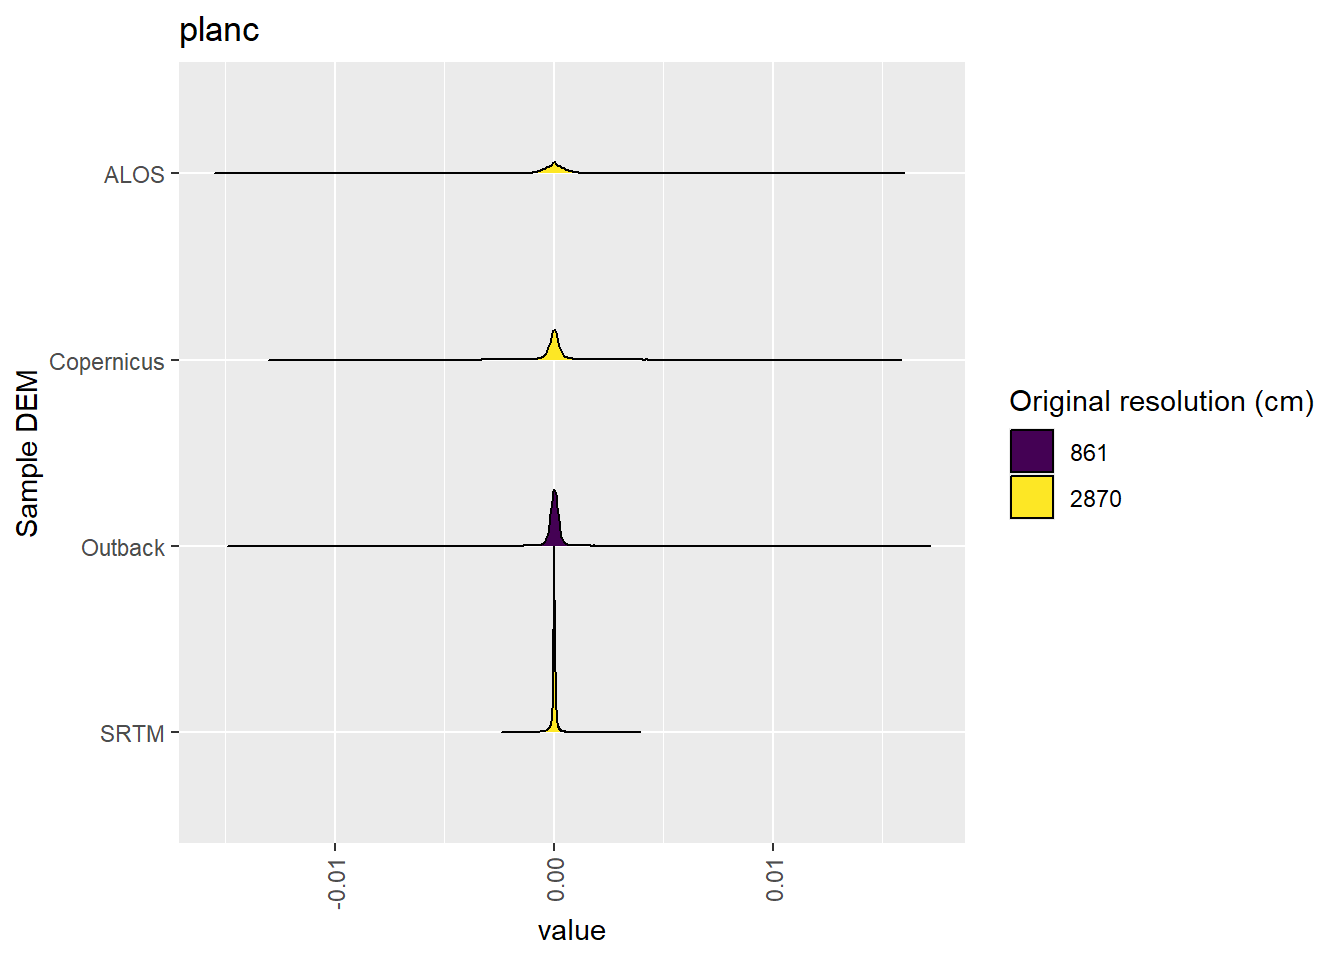 planc
Sample DEM
ALOS
Copernicus
Outback
SRTM
-0.01
0.00
0.01
value
Original resolution (cm)
861
2870